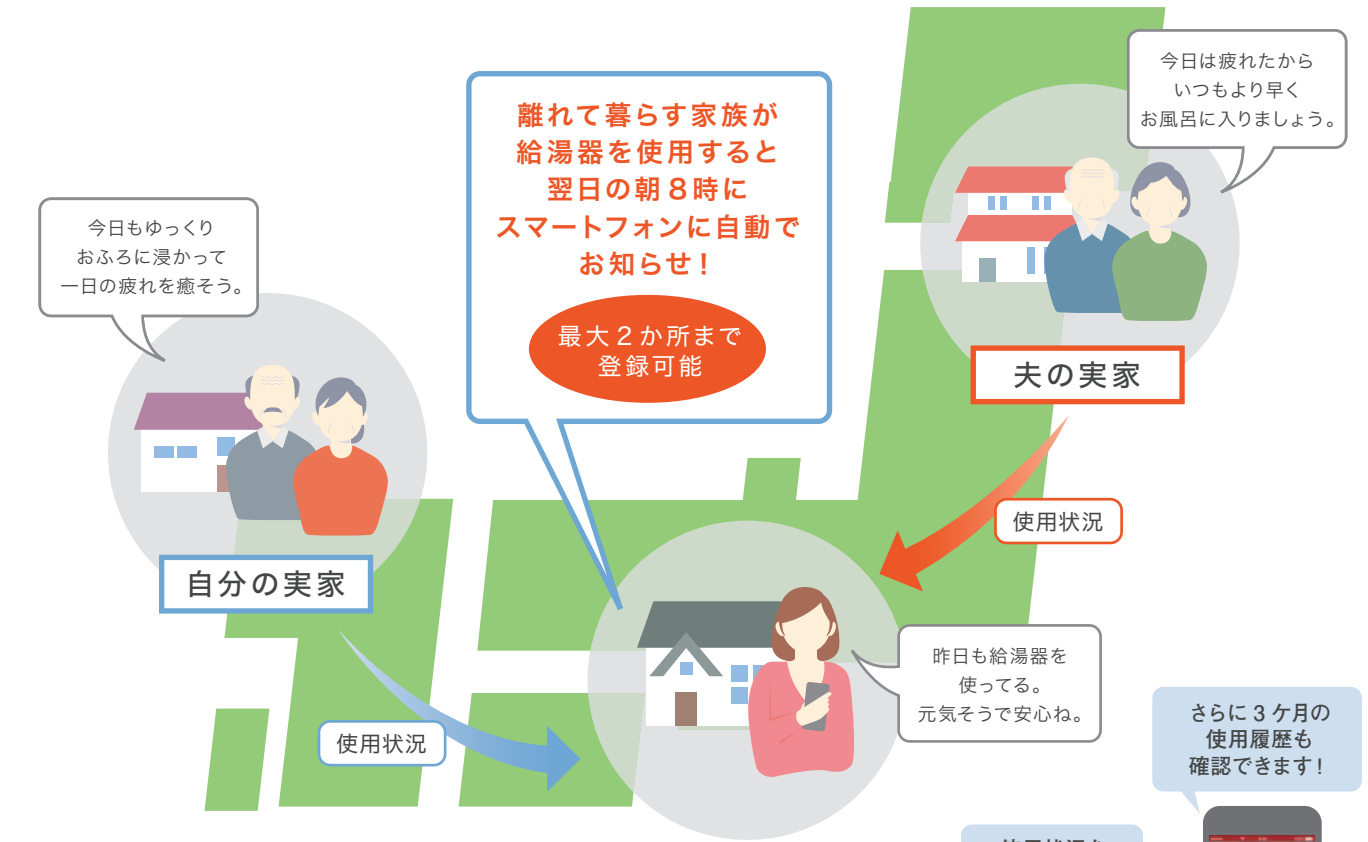 離れて暮らす家族が
給湯器を使用すると
翌日の朝8時に
スマートフォンに自動で
お知らせ！
最大2か所まで
登録可能
今日は疲れたから
いつもより早く
お風呂に入りましょう。
夫の実家
使用状況
今日もゆっくり
おふろに浸かって
一日の疲れを癒そう。
自分の実家
使用状況
昨日も給湯器を
使ってる。
元気そうで安心ね。
さらに3ケ月の
使用履歴も
確認できます！